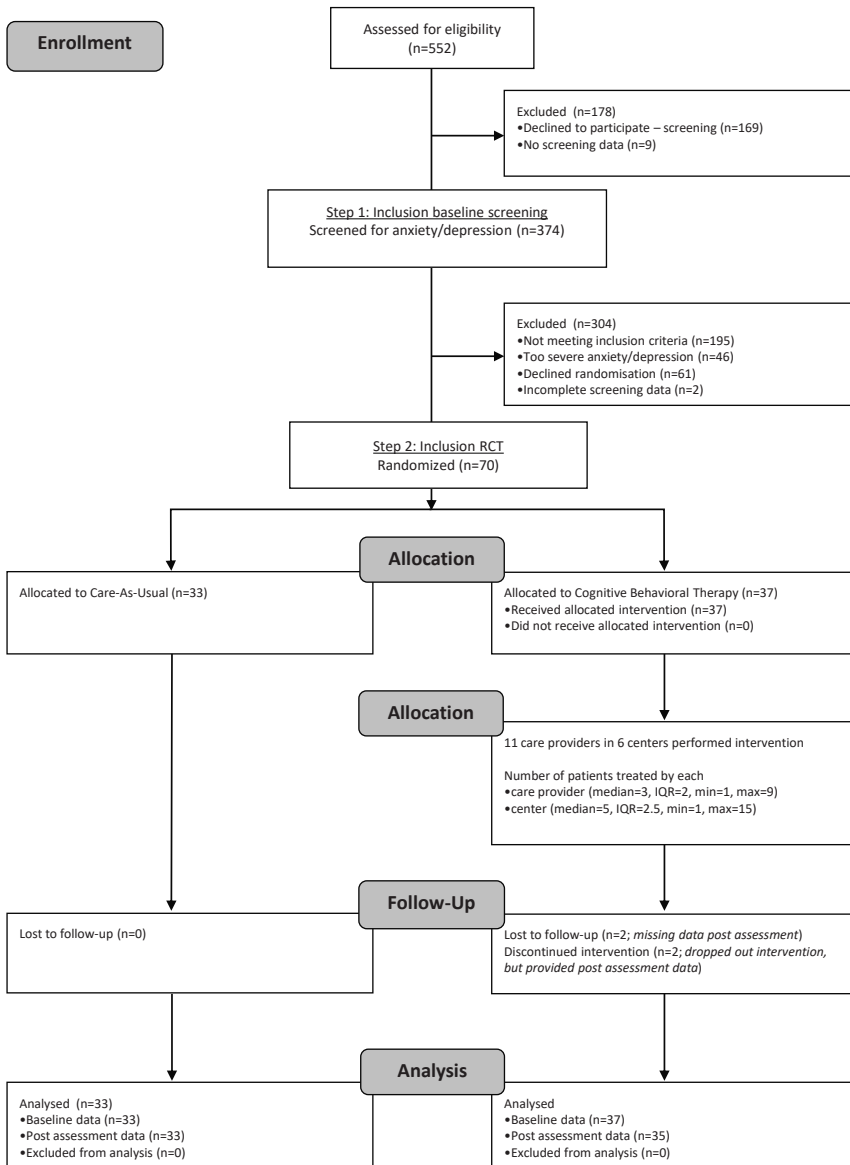 Enrollment
Assessed for eligibility
(n=552)
Excluded (n=178)
•Declined to participate – screening (n=169)
•No screening data (n=9)
Step 1: Inclusion baseline screening
Screened for anxiety/depression (n=374)
Excluded (n=304)
•Not meeting inclusion criteria (n=195)
•Too severe anxiety/depression (n=46)
•Declined randomisation (n=61)
•Incomplete screening data (n=2)
Step 2: Inclusion RCT
Randomized (n=70)
Allocation
Allocated to Care-As-Usual (n=33)
Allocated to Cognitive Behavioral Therapy (n=37)
•Received allocated intervention (n=37)
•Did not receive allocated intervention (n=0)
Allocation
11 care providers in 6 centers performed intervention
Number of patients treated by each
•care provider (median=3, IQR=2, min=1, max=9)
•center (median=5, IQR=2.5, min=1, max=15)
Follow-Up
Lost to follow-up (n=0)
Lost to follow-up (n=2; missing data post assessment)
Discontinued intervention (n=2; dropped out intervention,
but provided post assessment data)
Analysis
Analysed (n=33)
•Baseline data (n=33)
•Post assessment data (n=33)
•Excluded from analysis (n=0)
Analysed
•Baseline data (n=37)
•Post assessment data (n=35)
•Excluded from analysis (n=0)